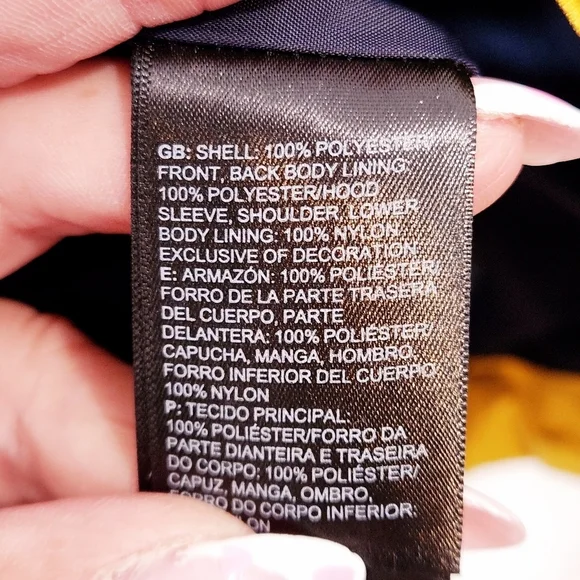 GB: SHELL: 100% POLYESTER/
FRONT, BACK BODY LINING:
100% POLYESTER/HOOD
SLEEVE, SHOULDER, LOWER
BODY LINING: 100% NYLON
EXCLUSIVE OF DECORATION.
E: ARMAZÓN: 100% POLIÉSTER/
FORRO DE LA PARTE TRASERA
DEL CUERPO, PARTE
DELANTERA: 100% POLIÉSTER/
CAPUCHA, MANGA, HOMBRO,
FORRO INFERIOR DEL CUERPO:
100% NYLON
P: TECIDO PRINCIPAL:
100% POLIÉSTER/FORRO DA
PARTE DIANTEIRA E TRASEIRA
DO CORPO: 100% POLIÉSTER/
CAPUZ, MANGA, OMBRO,
FORRO DO CORPO INFERIOR: